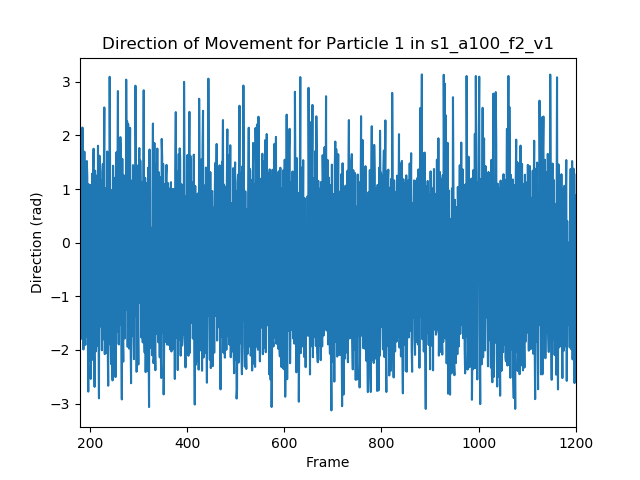 Direction of Movement for Particle 1 in s1_a100_f2_v1
3
2
1
0
−1
−2
−3
Direction (rad)
200 400 600 800 1000 1200
Frame